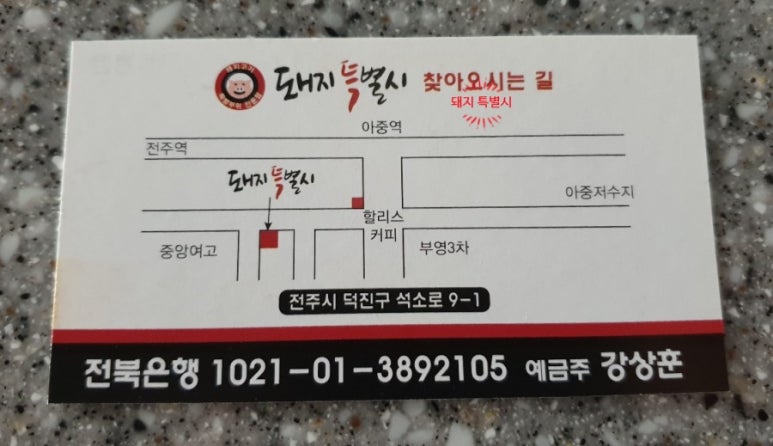 돼지특별시 찾아오시는 길
돼지 특별시
아중역
전주역
돼지특별시
아중저수지
할리스
커피
중앙여고
부영3차
전주시 덕진구 석소로 9-1
전북은행 1021-01-3892105 예금주 강상훈